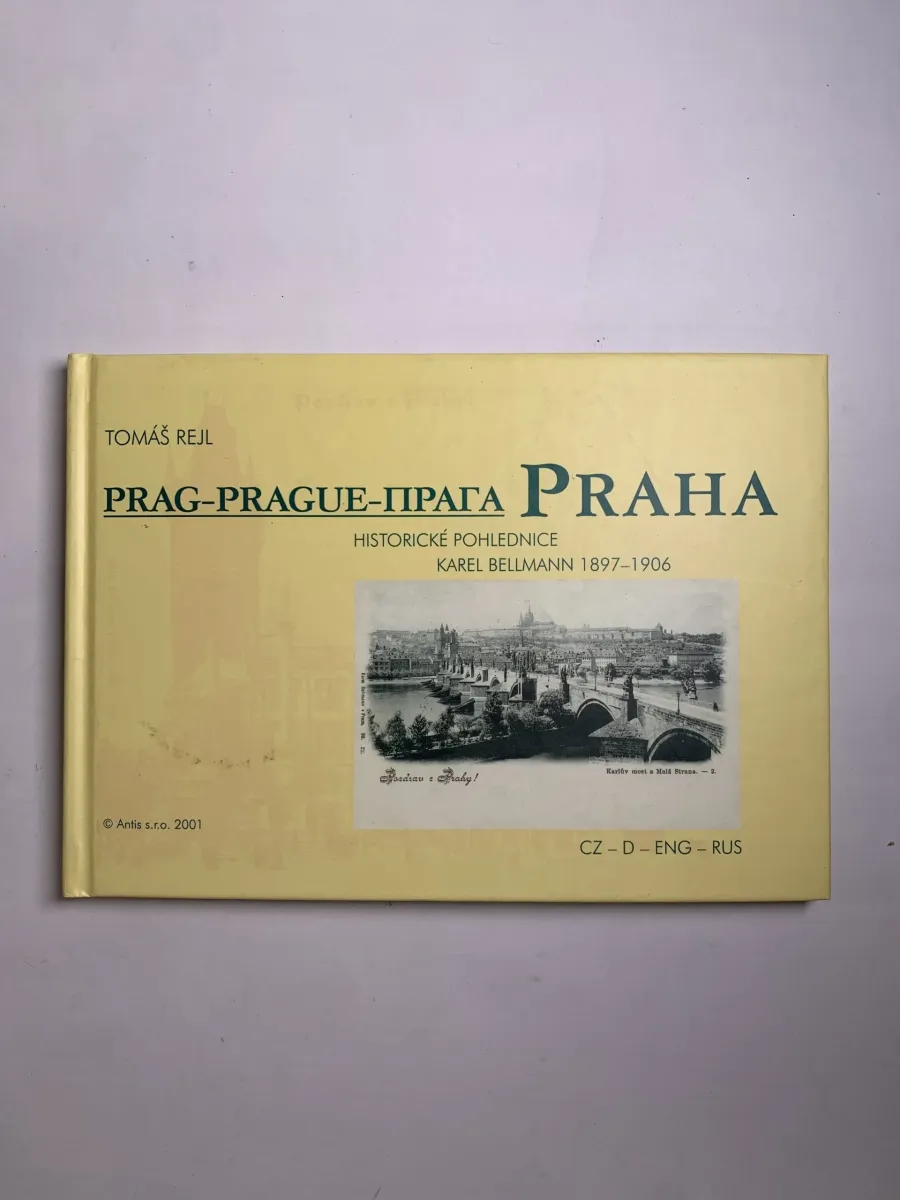 TOMÁŠ REJL
PRAG-PRAGUE-ПРАГА PRAHA
HISTORICKÉ POHLEDNICE
KAREL BELLMANN 1897–1906
Pozdrav z Prahy!
Karlův most a Malá Strana. — 2.
© Antis s.r.o. 2001
CZ – D – ENG – RUS